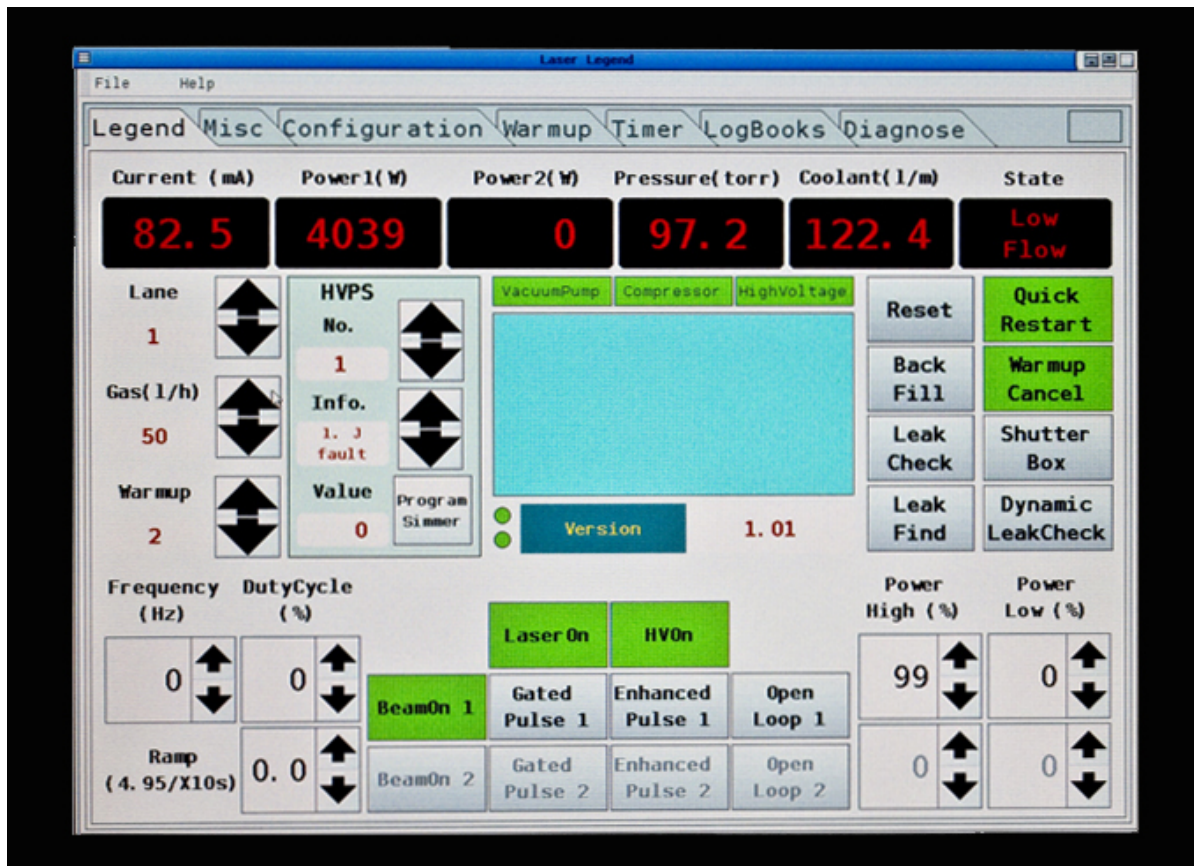 Laser Legend
File Help
Legend Misc Configuration Warmup Timer LogBooks Diagnose
Current (mA) Power1(W) Power2(W) Pressure(torr) Coolant(l/m) State
82.5 4039 0 97.2 122.4 Low
Flow
Lane
1
Gas(l/h)
50
Warmup
2
HVPS
No.
1
Info.
1. J
fault
Value
0
Program
Simmer
VacuumPump Compressor HighVoltage
Version 1.01
Reset
Quick
Restart
Back
Fill
Warmup
Cancel
Leak
Check
Shutter
Box
Leak
Find
Dynamic
LeakCheck
Frequency
(Hz)
0
DutyCycle
(%)
0
Ramp
(4.95/X10s)
0.0
LaserOn HVOn
BeamOn 1
Gated
Pulse 1
Enhanced
Pulse 1
Open
Loop 1
BeamOn 2
Gated
Pulse 2
Enhanced
Pulse 2
Open
Loop 2
Power
High (%)
99
0
Power
Low (%)
0
0